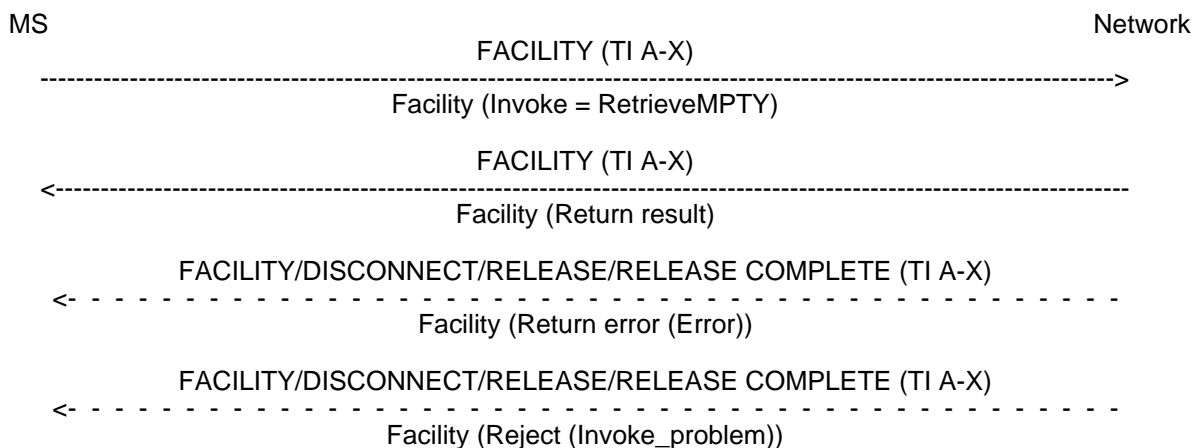 MS Network
FACILITY (TI A-X)
Facility (Invoke = RetrieveMPTY)
FACILITY (TI A-X)
Facility (Return result)
FACILITY/DISCONNECT/RELEASE/RELEASE COMPLETE (TI A-X)
Facility (Return error (Error))
FACILITY/DISCONNECT/RELEASE/RELEASE COMPLETE (TI A-X)
Facility (Reject (Invoke_problem))